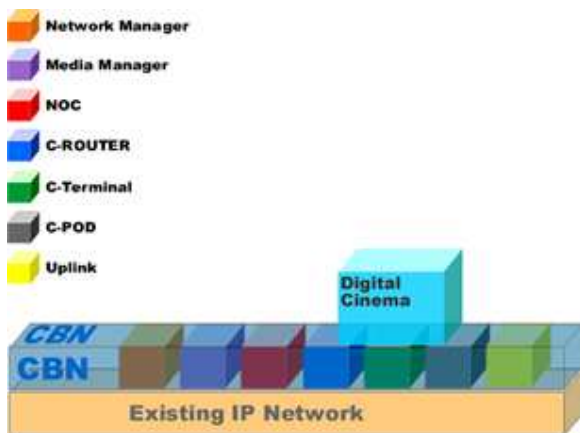 Network Manager
Media Manager
NOC
C-ROUTER
C-Terminal
C-POD
Uplink
Digital
Cinema
CBN
CBN
Existing IP Network